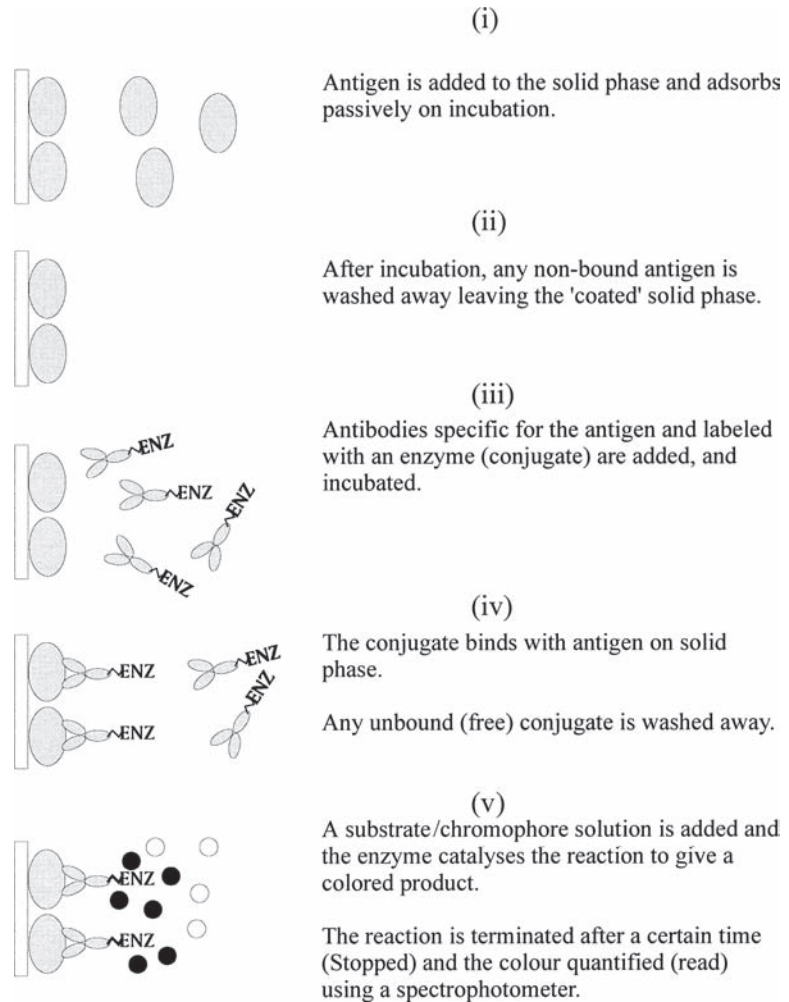 (i)
Antigen is added to the solid phase and adsorbs
passively on incubation.
(ii)
After incubation, any non-bound antigen is
washed away leaving the 'coated' solid phase.
(iii)
Antibodies specific for the antigen and labeled
with an enzyme (conjugate) are added, and
incubated.
ENZ
ENZ
ENZ
ENZ
(iv)
The conjugate binds with antigen on solid
phase.
Any unbound (free) conjugate is washed away.
ENZ
ENZ
ENZ
ENZ
(v)
A substrate/chromophore solution is added and
the enzyme catalyses the reaction to give a
colored product.
The reaction is terminated after a certain time
(Stopped) and the colour quantified (read)
using a spectrophotometer.
ENZ
ENZ